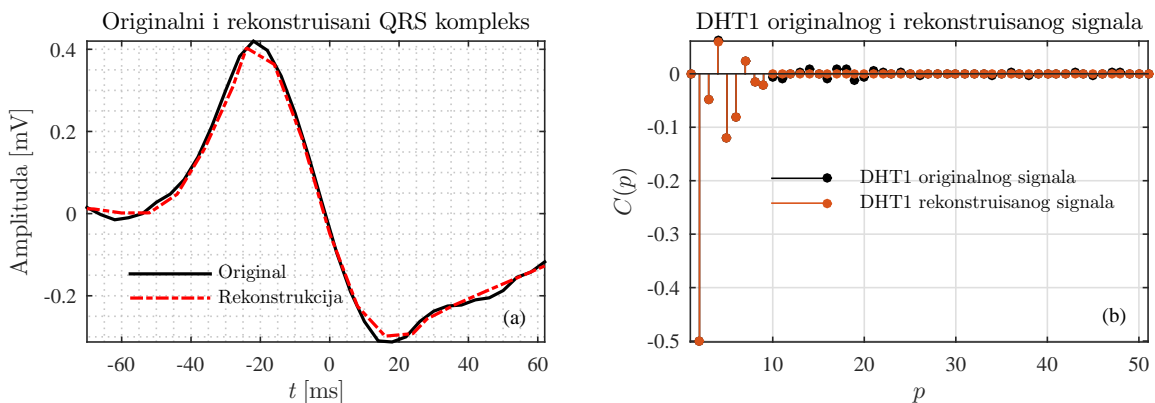 Originalni i rekonstruisani QRS kompleks
0.4
0.2
0
-0.2
Amplituda [mV]
Original
Rekonstrukcija
(a)
-60 -40 -20 0 20 40 60
t [ms]
DHT1 originalnog i rekonstruisanog signala
0
-0.1
-0.2
-0.3
-0.4
-0.5
C(p)
DHT1 originalnog signala
DHT1 rekonstruisanog signala
(b)
10 20 30 40 50
p